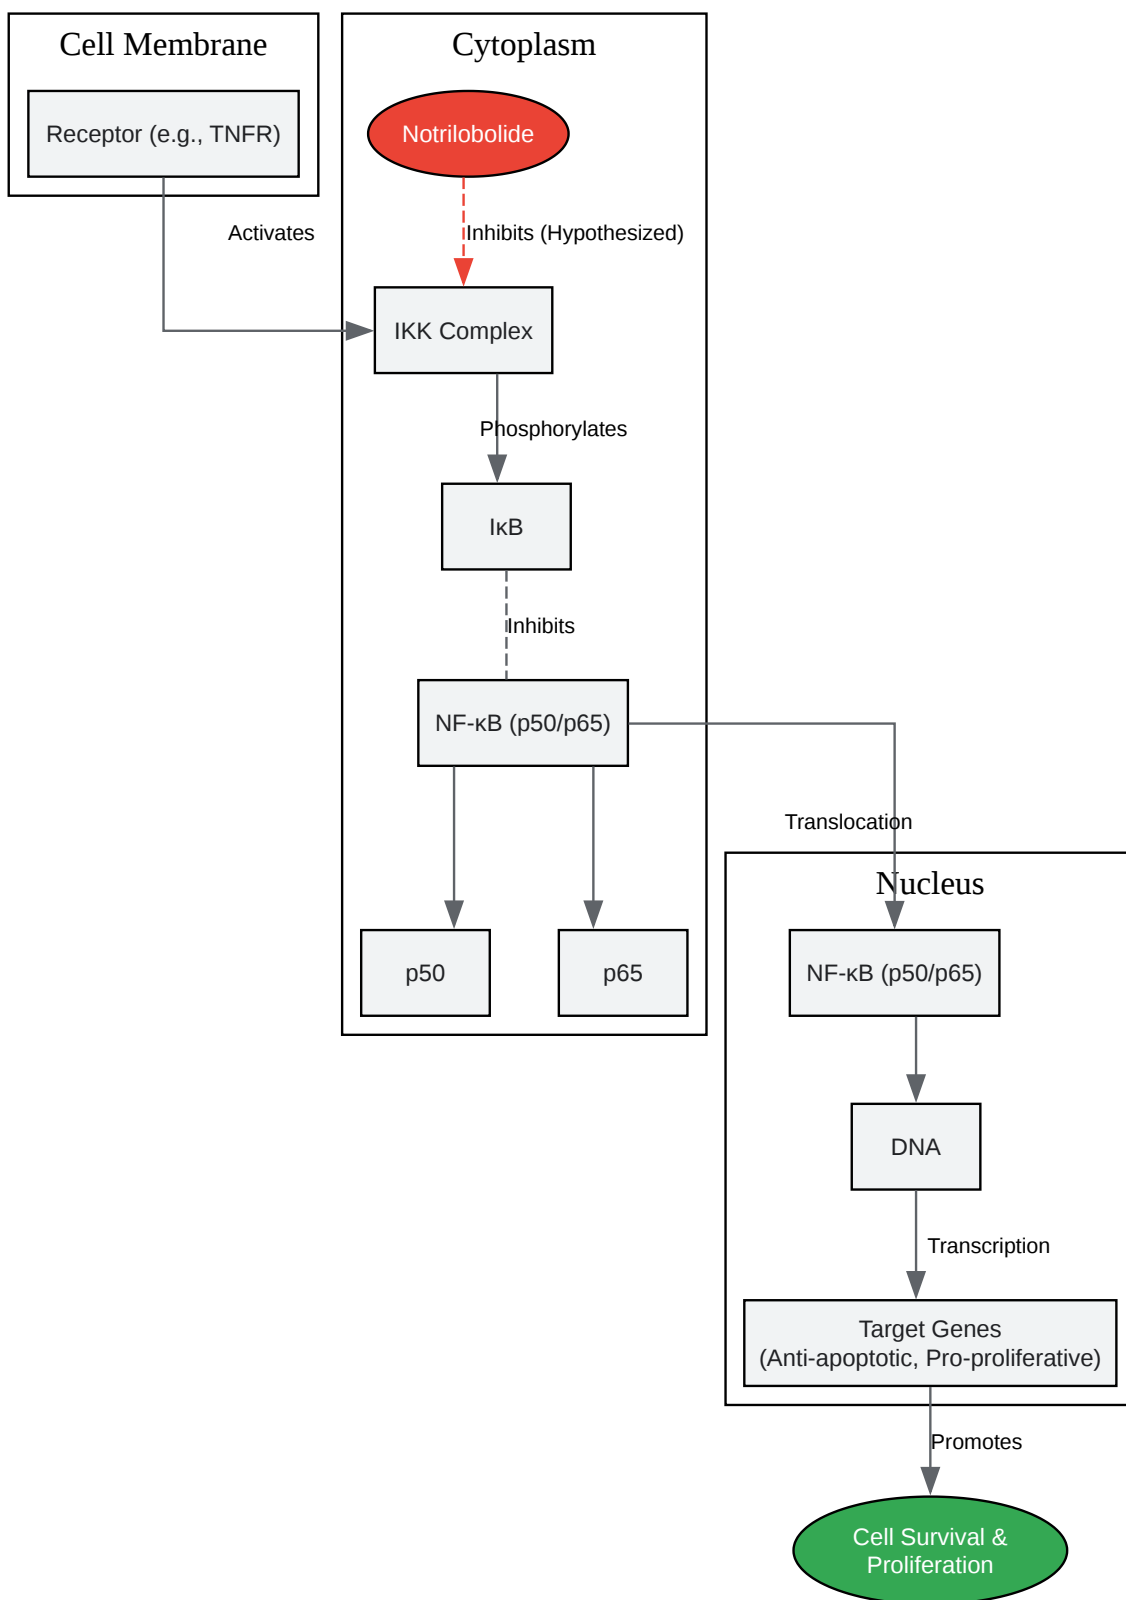 Cell Membrane
Cytoplasm
Receptor (e.g., TNFR)
Notrilobolide
Activates
Inhibits (Hypothesized)
IKK Complex
Phosphorylates
IκB
Inhibits
NF-κB (p50/p65)
Translocation
Nucleus
p50
p65
NF-κB (p50/p65)
DNA
Transcription
Target Genes
(Anti-apoptotic, Pro-proliferative)
Promotes
Cell Survival &
Proliferation